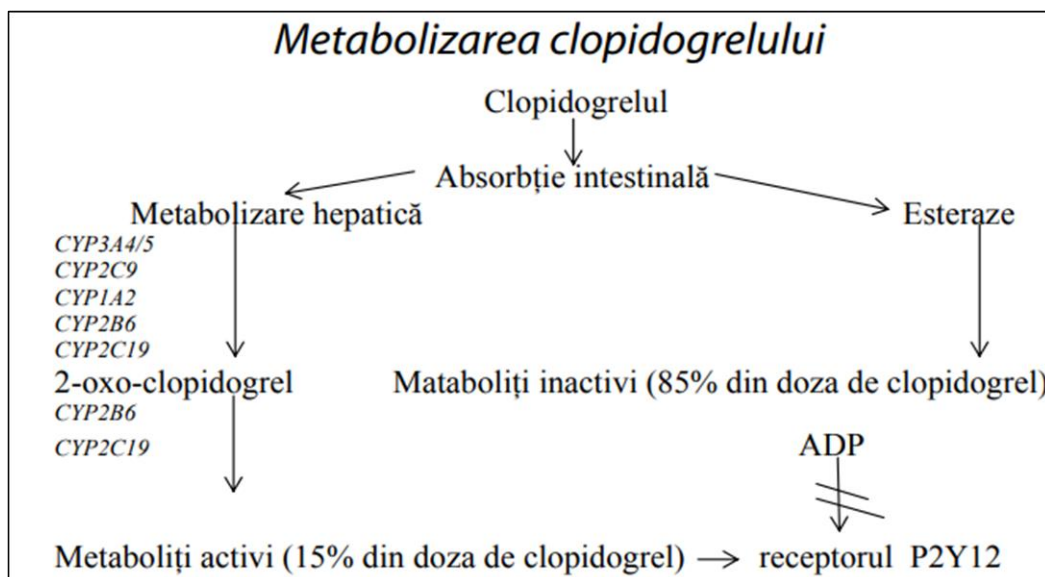 Metabolizarea clopidogrelului
Clopidogrelul
Absorbție intestinală
Metabolizare hepatică
Esteraze
CYP3A4/5
CYP2C9
CYP1A2
CYP2B6
CYP2C19
2-oxo-clopidogrel
Mataboliți inactivi (85% din doza de clopidogrel)
CYP2B6
CYP2C19
ADP
Metaboliți activi (15% din doza de clopidogrel)
receptorul P2Y12